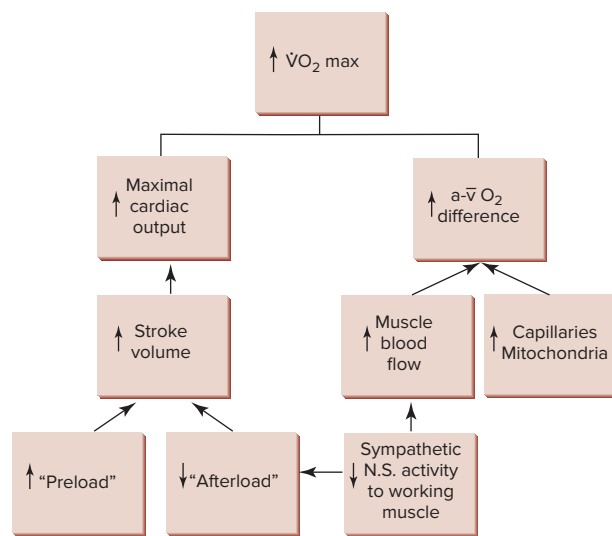 ↑ V̇O₂ max
↑ Maximal
cardiac
output
↑ a-v̄ O₂
difference
↑ Stroke
volume
↑ Muscle
blood
flow
↑ Capillaries
Mitochondria
↑ “Preload”
↓ “Afterload”
Sympathetic
↓ N.S. activity
to working
muscle